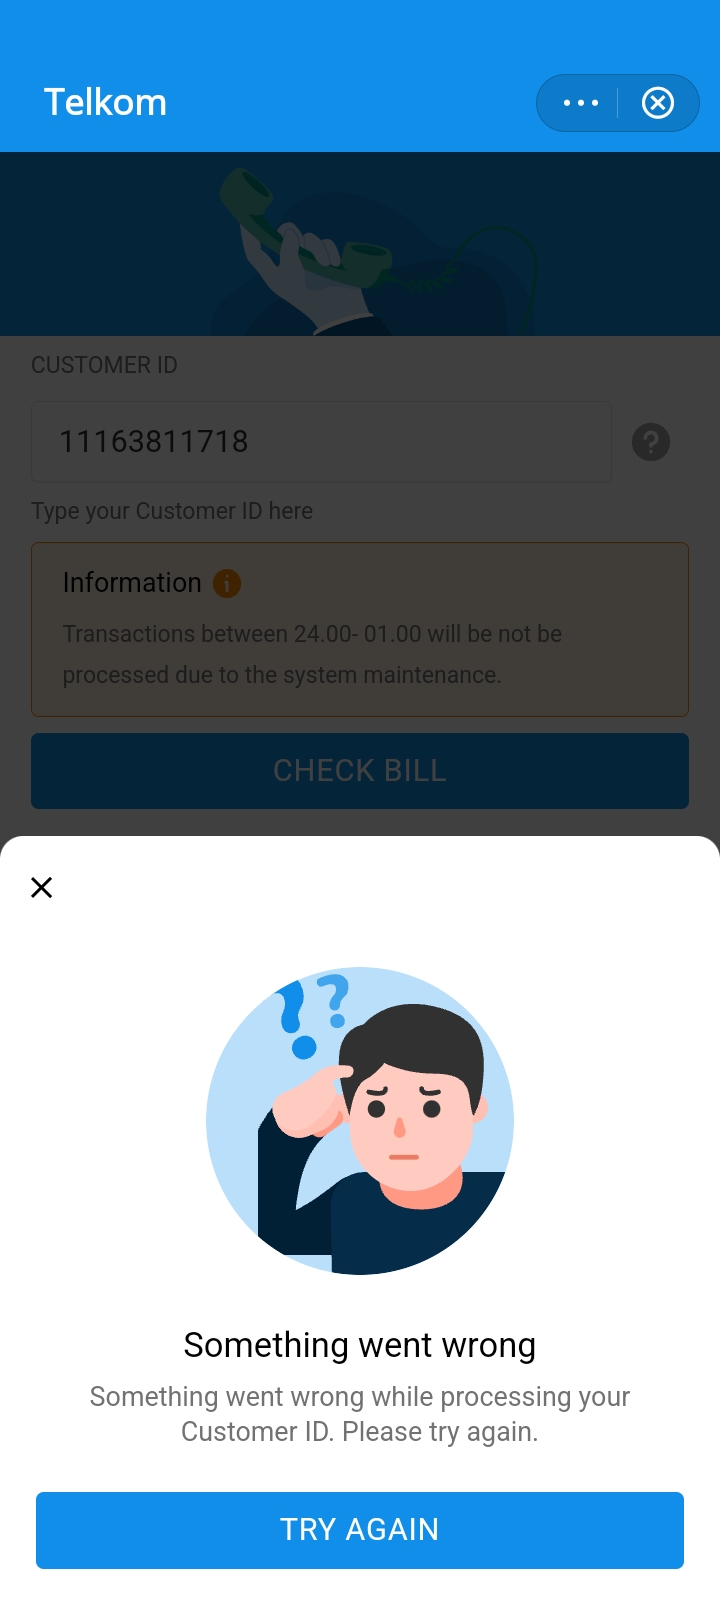 Telkom
CUSTOMER ID
11163811718
Type your Customer ID here
Information
Transactions between 24.00- 01.00 will be not be
processed due to the system maintenance.
CHECK BILL
Something went wrong
Something went wrong while processing your
Customer ID. Please try again.
TRY AGAIN